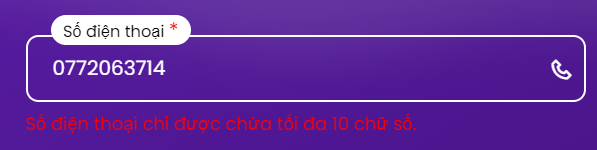 Số điện thoại *
0772063714
Số điện thoại chỉ được chứa tối đa 10 chữ số.